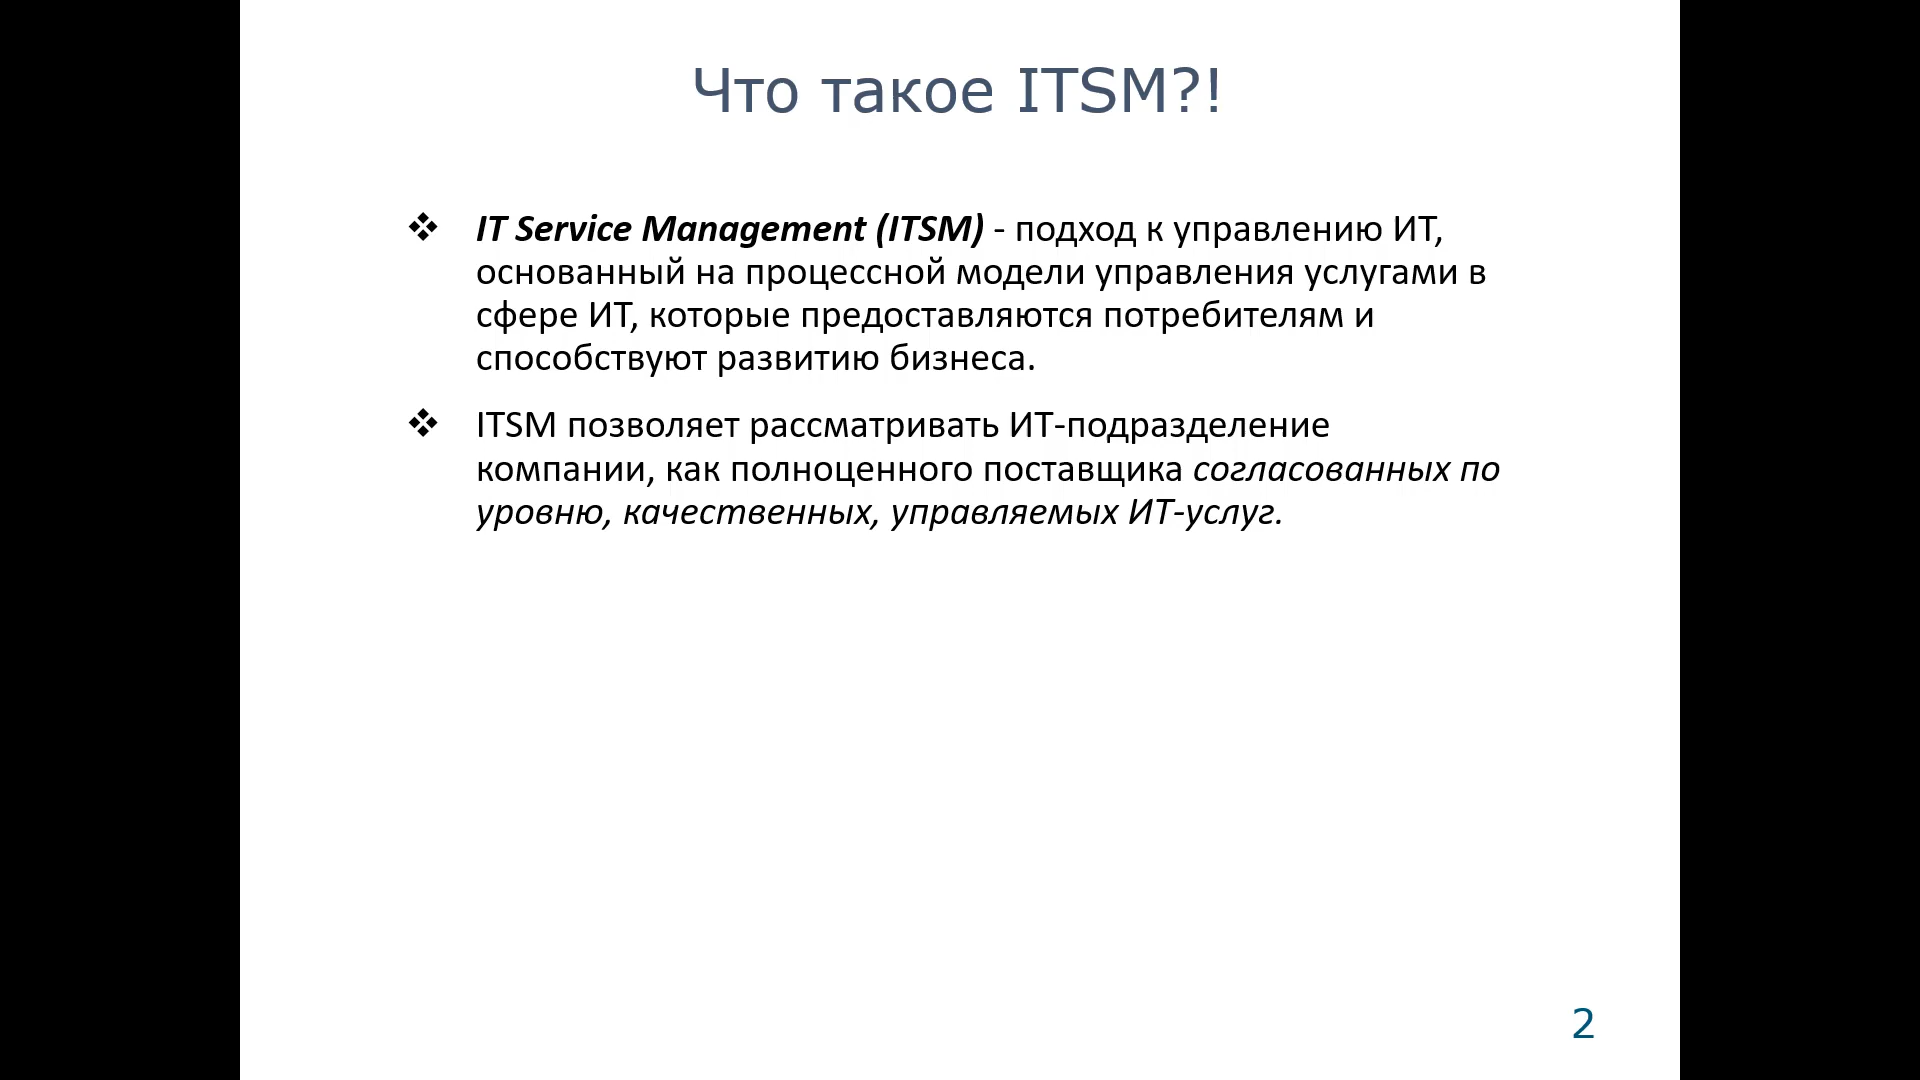 Что такое ITSM?!
❖ IT Service Management (ITSM) - подход к управлению ИТ,
основанный на процессной модели управления услугами в
сфере ИТ, которые предоставляются потребителям и
способствуют развитию бизнеса.
❖ ITSM позволяет рассматривать ИТ-подразделение
компании, как полноценного поставщика согласованных по
уровню, качественных, управляемых ИТ-услуг.
2